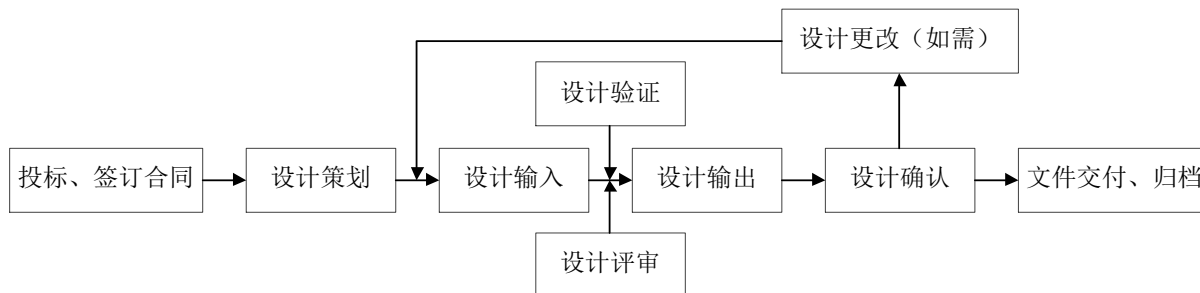 设计更改（如需）
设计验证
投标、签订合同
设计策划
设计输入
设计输出
设计确认
文件交付、归档
设计评审